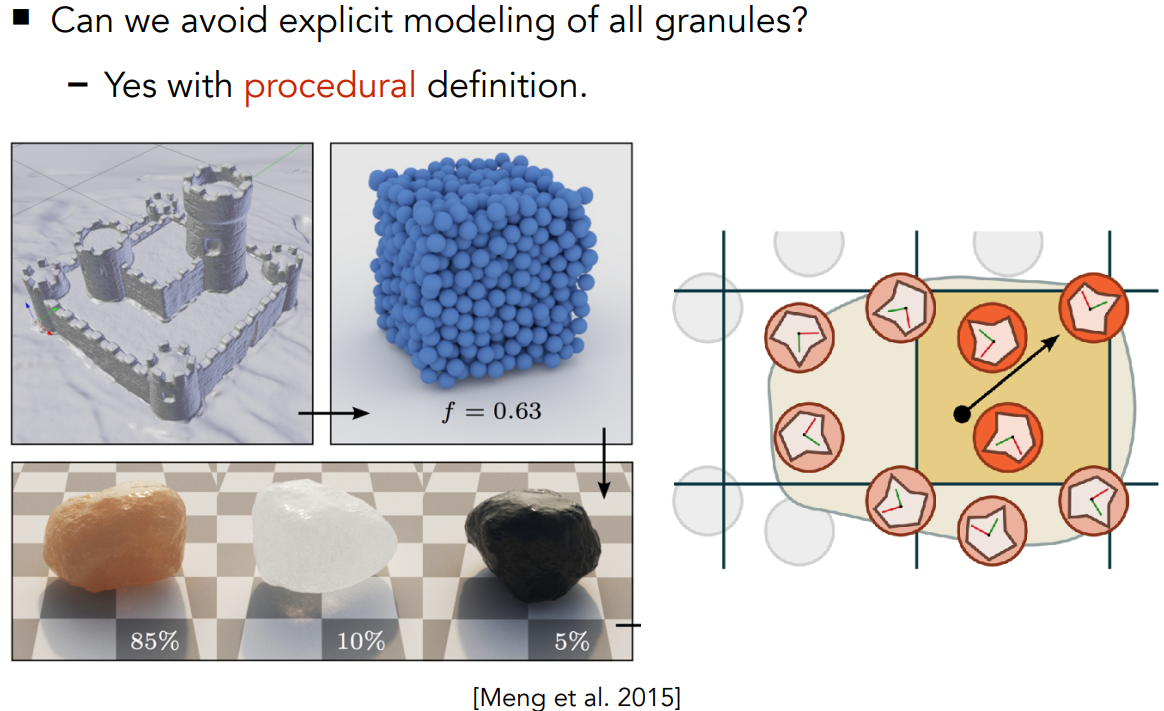 Can we avoid explicit modeling of all granules?
– Yes with procedural definition.
f = 0.63
85%
10%
5%
[Meng et al. 2015]